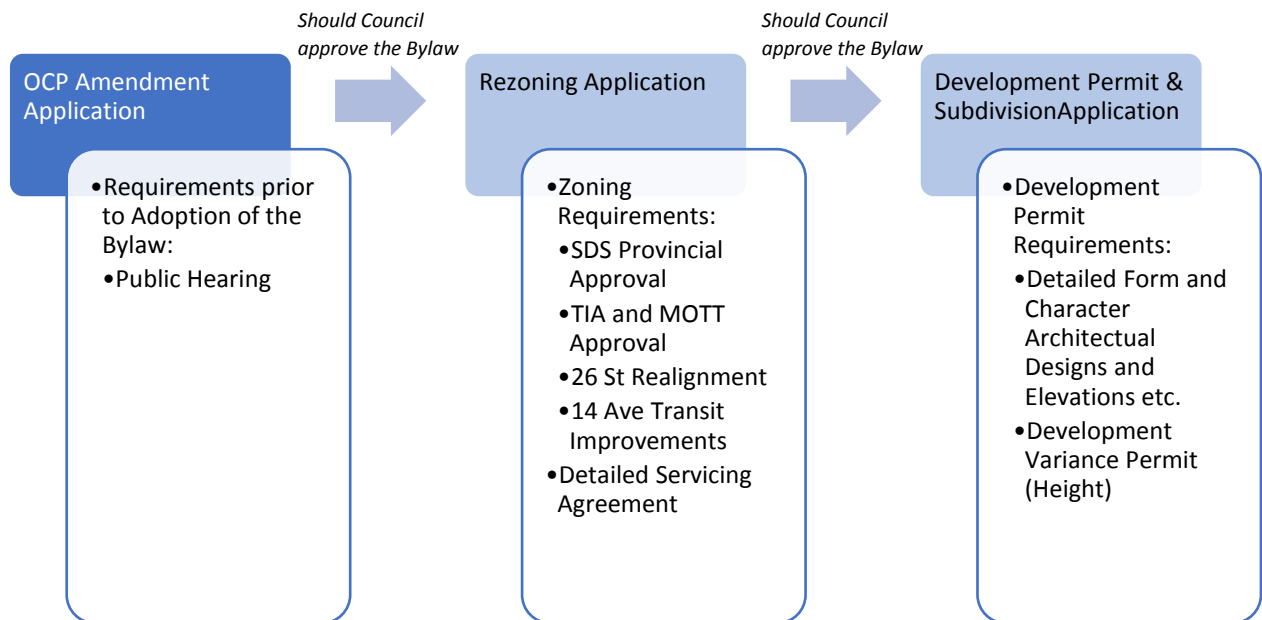 Should Council
approve the Bylaw
Should Council
approve the Bylaw
OCP Amendment
Application
Rezoning Application
Development Permit &
SubdivisionApplication
•Requirements prior
to Adoption of the
Bylaw:
•Public Hearing
•Zoning
Requirements:
•SDS Provincial
Approval
•TIA and MOTT
Approval
•26 St Realignment
•14 Ave Transit
Improvements
•Detailed Servicing
Agreement
•Development
Permit
Requirements:
•Detailed Form and
Character
Architectual
Designs and
Elevations etc.
•Development
Variance Permit
(Height)